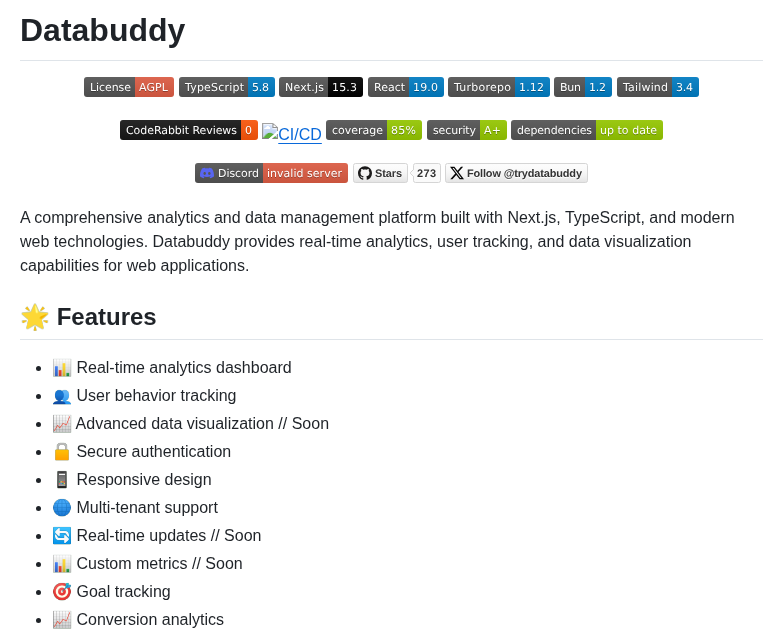 Databuddy
License AGPL TypeScript 5.8 Next.js 15.3 React 19.0 Turborepo 1.12 Bun 1.2 Tailwind 3.4
CodeRabbit Reviews 0 CI/CD coverage 85% security A+ dependencies up to date
Discord invalid server Stars 273 Follow @trydatabuddy
A comprehensive analytics and data management platform built with Next.js, TypeScript, and modern
web technologies. Databuddy provides real-time analytics, user tracking, and data visualization
capabilities for web applications.
🌟 Features
• 📊 Real-time analytics dashboard
• 👥 User behavior tracking
• 📈 Advanced data visualization // Soon
• 🔒 Secure authentication
• 📱 Responsive design
• 🌐 Multi-tenant support
• 🔄 Real-time updates // Soon
• 📊 Custom metrics // Soon
• 🎯 Goal tracking
• 📈 Conversion analytics